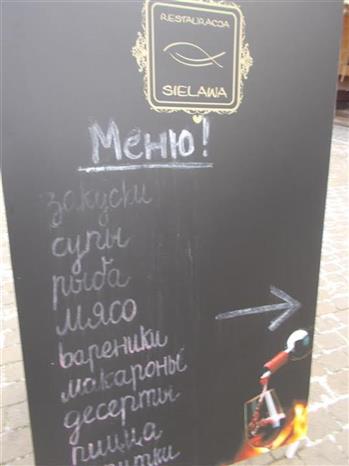 RESTAURACJA
SIELAWA
Меню!
закуски
супы
рыба
мясо
вареники
макароны
десерты
пицца